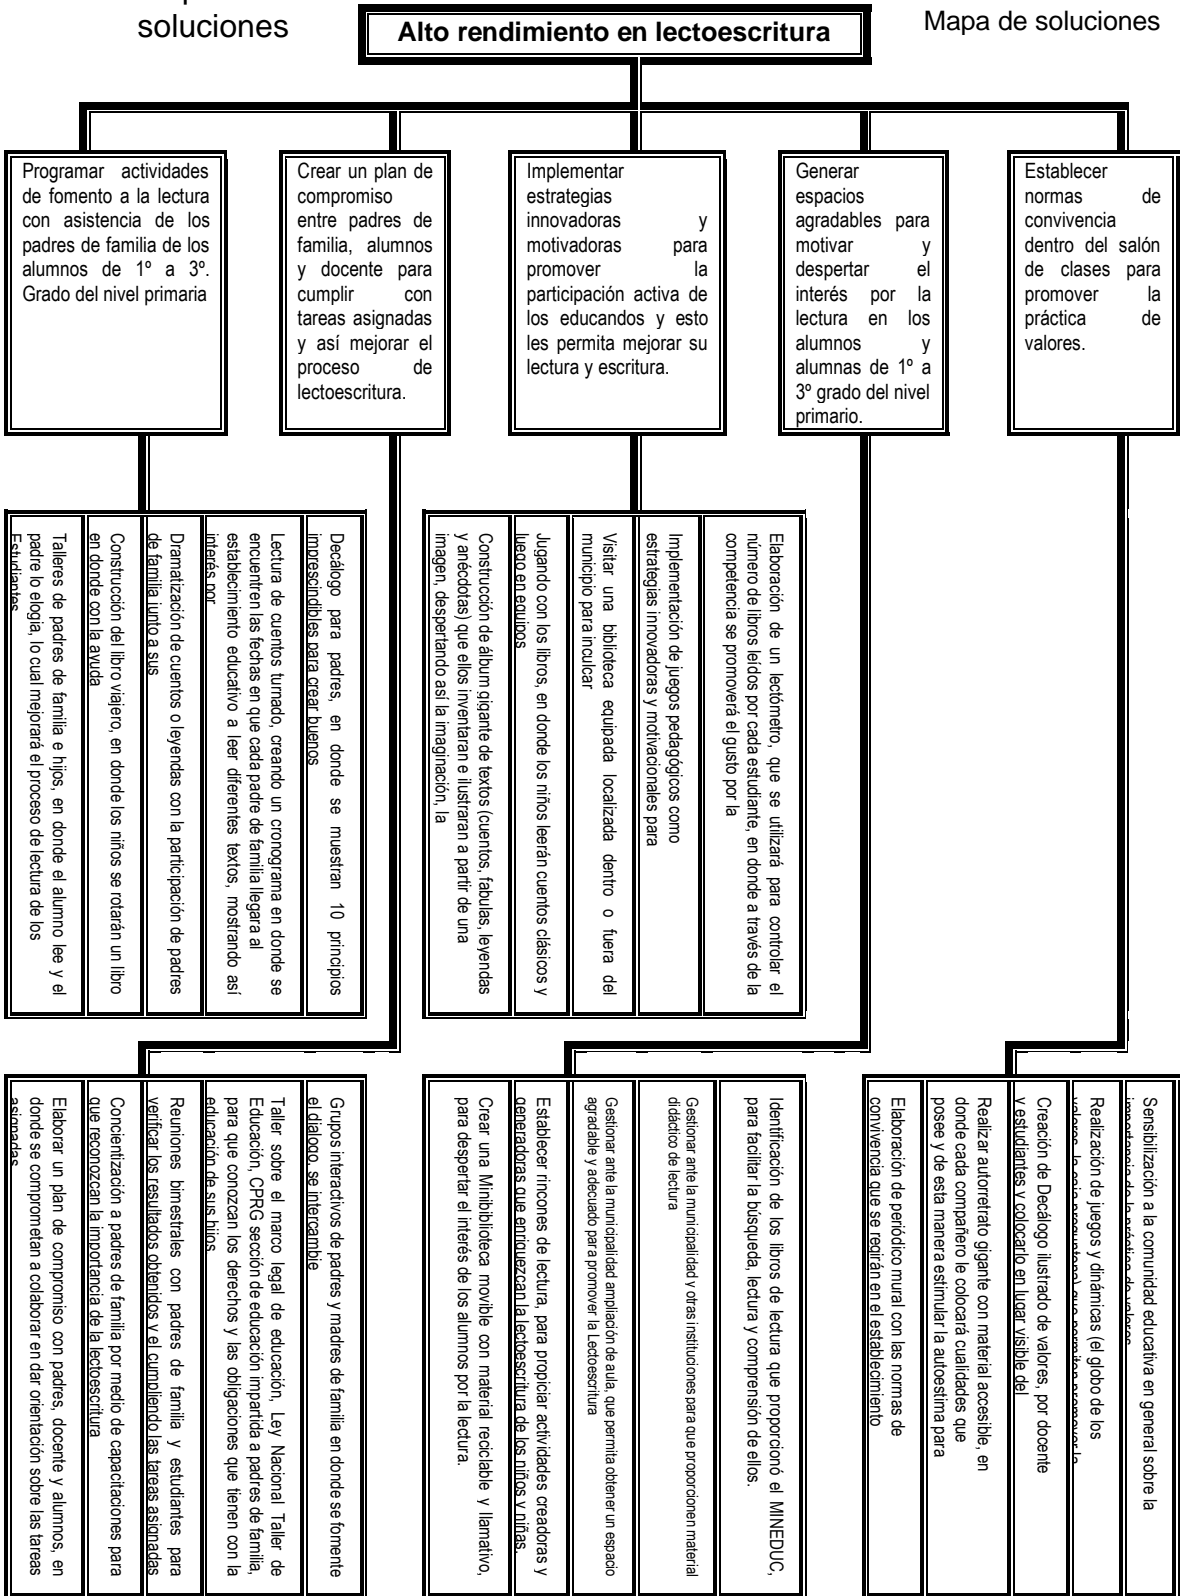 soluciones
Alto rendimiento en lectoescritura
Mapa de soluciones
Programar actividades
de fomento a la lectura
con asistencia de los
padres de familia de los
alumnos de 1º a 3º.
Grado del nivel primaria
Crear un plan de
compromiso
entre padres de
familia, alumnos
y docente para
cumplir con
tareas asignadas
y así mejorar el
proceso de
lectoescritura.
Implementar
estrategias
innovadoras y
motivadoras para
promover la
participación activa de
los educandos y esto
les permita mejorar su
lectura y escritura.
Generar
espacios
agradables para
motivar y
despertar el
interés por la
lectura en los
alumnos y
alumnas de 1º a
3º grado del nivel
primario.
Establecer
normas de
convivencia
dentro del salón
de clases para
promover la
práctica de
valores.
Decálogo para padres, en donde se muestran 10 principios
imprescindibles para crear buenos
Lectura de cuentos turnado, creando un cronograma en donde se
encuentren las fechas en que cada padre de familia llegara al
establecimiento educativo a leer diferentes textos, mostrando así
interés por
Dramatización de cuentos o leyendas con la participación de padres
de familia junto a sus
Construcción del libro viajero, en donde los niños se rotarán un libro
en donde con la ayuda
Talleres de padres de familia e hijos, en donde el alumno lee y el
padre lo elogia, lo cual mejorará el proceso de lectura de los
Estudiantes
Elaboración de un lectómetro, que se utilizará para controlar el
número de libros leídos por cada estudiante, en donde a través de la
competencia se promoverá el gusto por la
Implementación de juegos pedagógicos como
estrategias innovadoras y motivacionales para
Visitar una biblioteca equipada localizada dentro o fuera del
municipio para inculcar
Jugando con los libros, en donde los niños leerán cuentos clásicos y
luego en equipos
Construcción de álbum gigante de textos (cuentos, fabulas, leyendas
y anécdotas) que ellos inventaran e ilustraran a partir de una
imagen, despertando así la imaginación, la
Grupos interactivos de padres y madres de familia en donde se fomente
el dialogo, se intercambie
Taller sobre el marco legal de educación, Ley Nacional Taller de
Educación, CPRG sección de educación impartida a padres de familia,
para que conozcan los derechos y las obligaciones que tienen con la
educación de sus hijos.
Reuniones bimestrales con padres de familia y estudiantes para
verificar los resultados obtenidos y el cumpliendo las tareas asignadas
Concientización a padres de familia por medio de capacitaciones para
que reconozcan la importancia de la lectoescritura
Elaborar un plan de compromiso con padres, docente y alumnos, en
donde se comprometan a colaborar en dar orientación sobre las tareas
asignadas
Identificación de los libros de lectura que proporcionó el MINEDUC,
para facilitar la búsqueda, lectura y comprensión de ellos.
Gestionar ante la municipalidad y otras instituciones para que proporcionen material
didáctico de lectura
Gestionar ante la municipalidad ampliación de aula, que permita obtener un espacio
agradable y adecuado para promover la Lectoescritura
Establecer rincones de lectura, para propiciar actividades creadoras y
generadoras que enriquezcan la lectoescritura de los niños y niñas.
Crear una Minibiblioteca movible con material reciclable y llamativo,
para despertar el interés de los alumnos por la lectura.
Sensibilización a la comunidad educativa en general sobre la
importancia de la práctica de valores
Realización de juegos y dinámicas (el globo de los
valores, la caja preguntona) que permitan promover la
Creación de Decálogo ilustrado de valores, por docente
y estudiantes y colocarlo en lugar visible del
Realizar autorretrato gigante con material accesible, en
donde cada compañero le colocará cualidades que
posee y de esta manera estimular la autoestima para
Elaboración de periódico mural con las normas de
convivencia que se regirán en el establecimiento